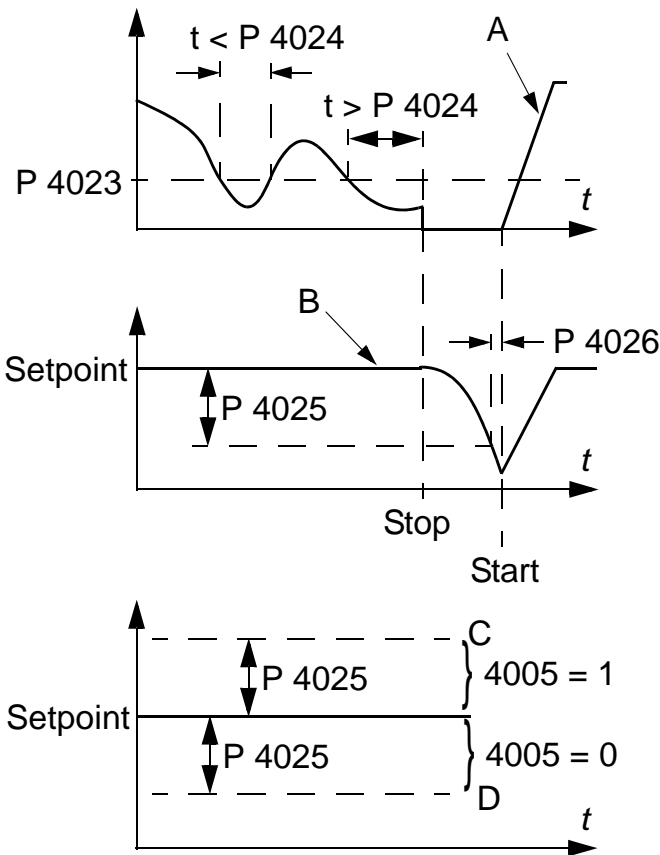 t < P 4024
A
t > P 4024
P 4023
t
B
P 4026
Setpoint
P 4025
t
Stop
Start
C
P 4025
4005 = 1
Setpoint
P 4025
4005 = 0
D
t